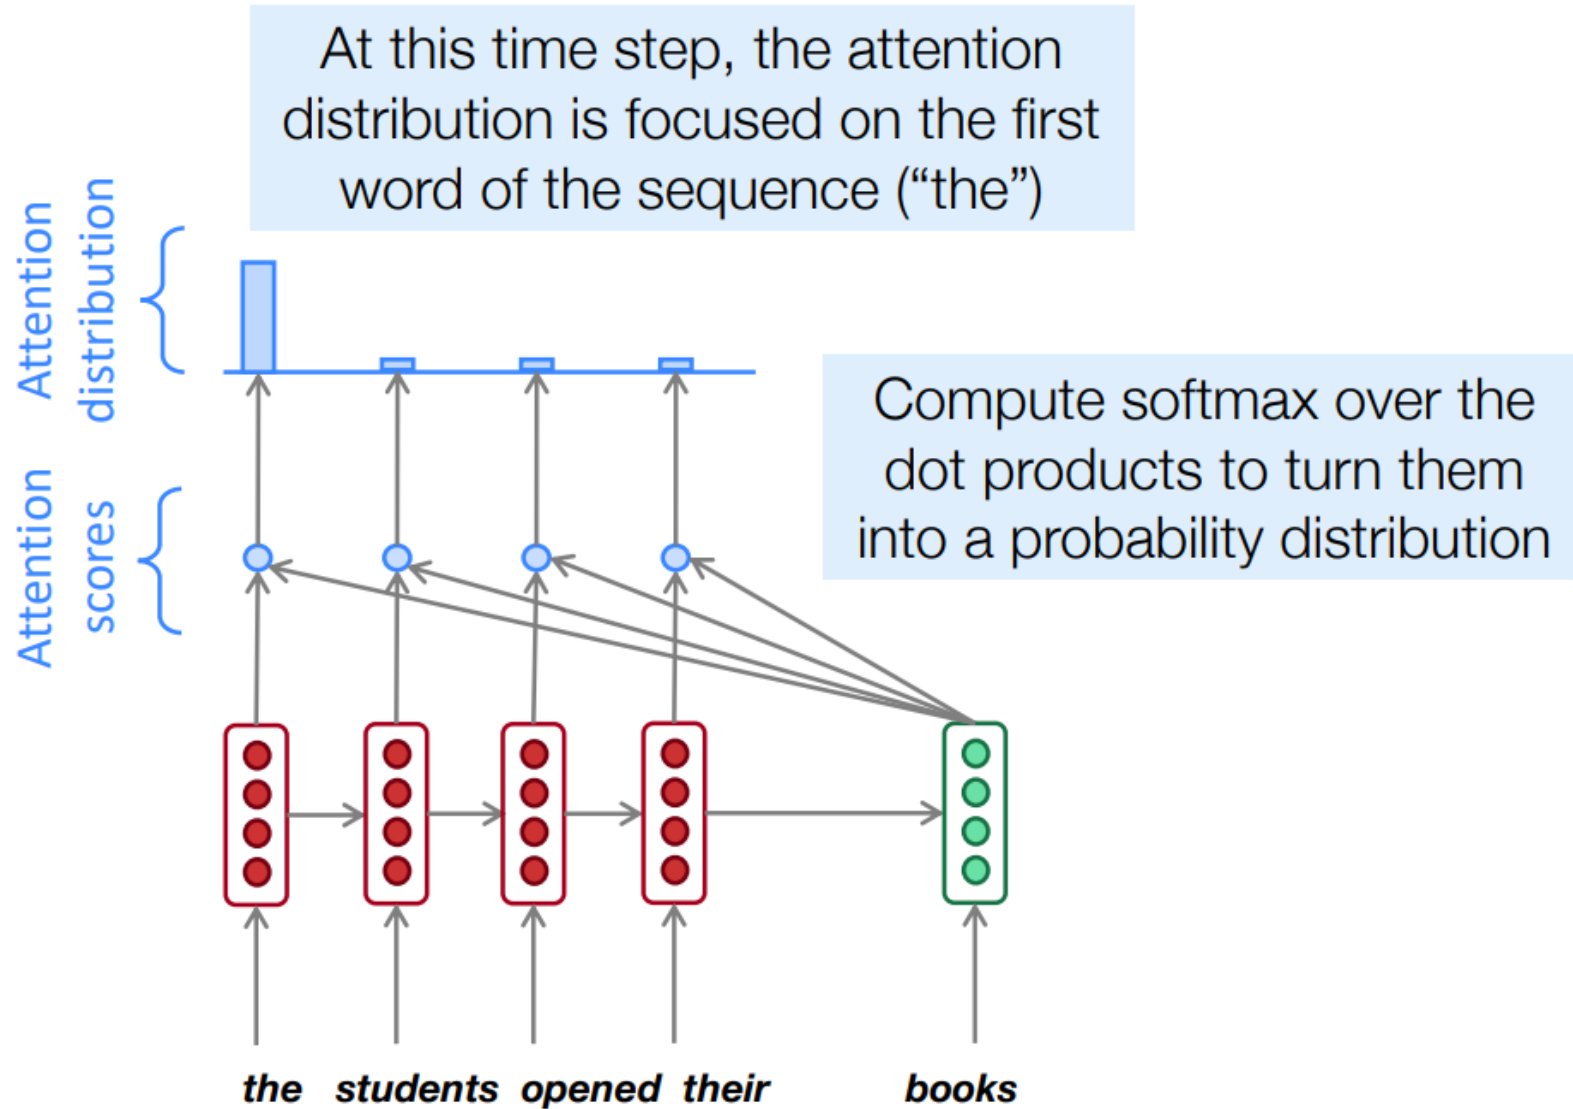 At this time step, the attention
distribution is focused on the first
word of the sequence (“the”)
Attention
distribution
Compute softmax over the
dot products to turn them
into a probability distribution
Attention
scores
the students opened their books